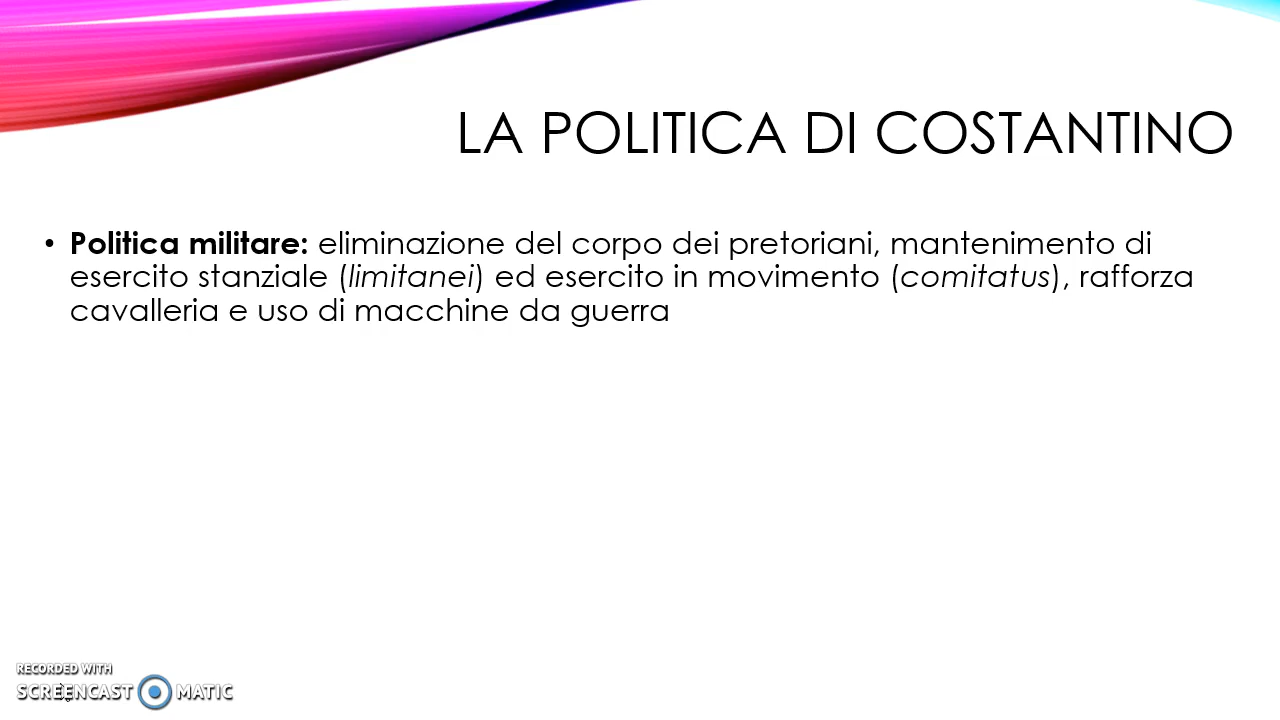 LA POLITICA DI COSTANTINO
• Politica militare: eliminazione del corpo dei pretoriani, mantenimento di
esercito stanziale (limitanei) ed esercito in movimento (comitatus), rafforza
cavalleria e uso di macchine da guerra
RECORDED WITH
SCREENCAST MATIC